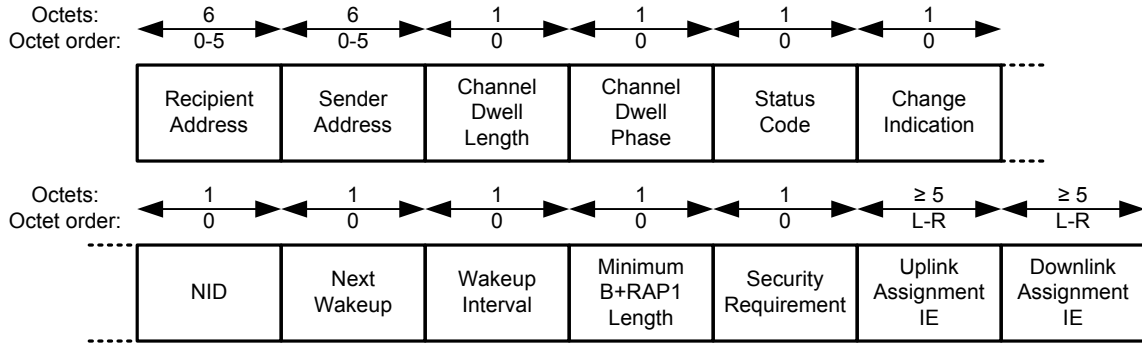 Octets: 6 6 1 1 1 1
Octet order: 0-5 0-5 0 0 0 0
Recipient Address
Sender Address
Channel Dwell Length
Channel Dwell Phase
Status Code
Change Indication
Octets: 1 1 1 1 1 ≥ 5 ≥ 5
Octet order: 0 0 0 0 0 L-R L-R
NID
Next Wakeup
Wakeup Interval
Minimum B+RAP1 Length
Security Requirement
Uplink Assignment IE
Downlink Assignment IE